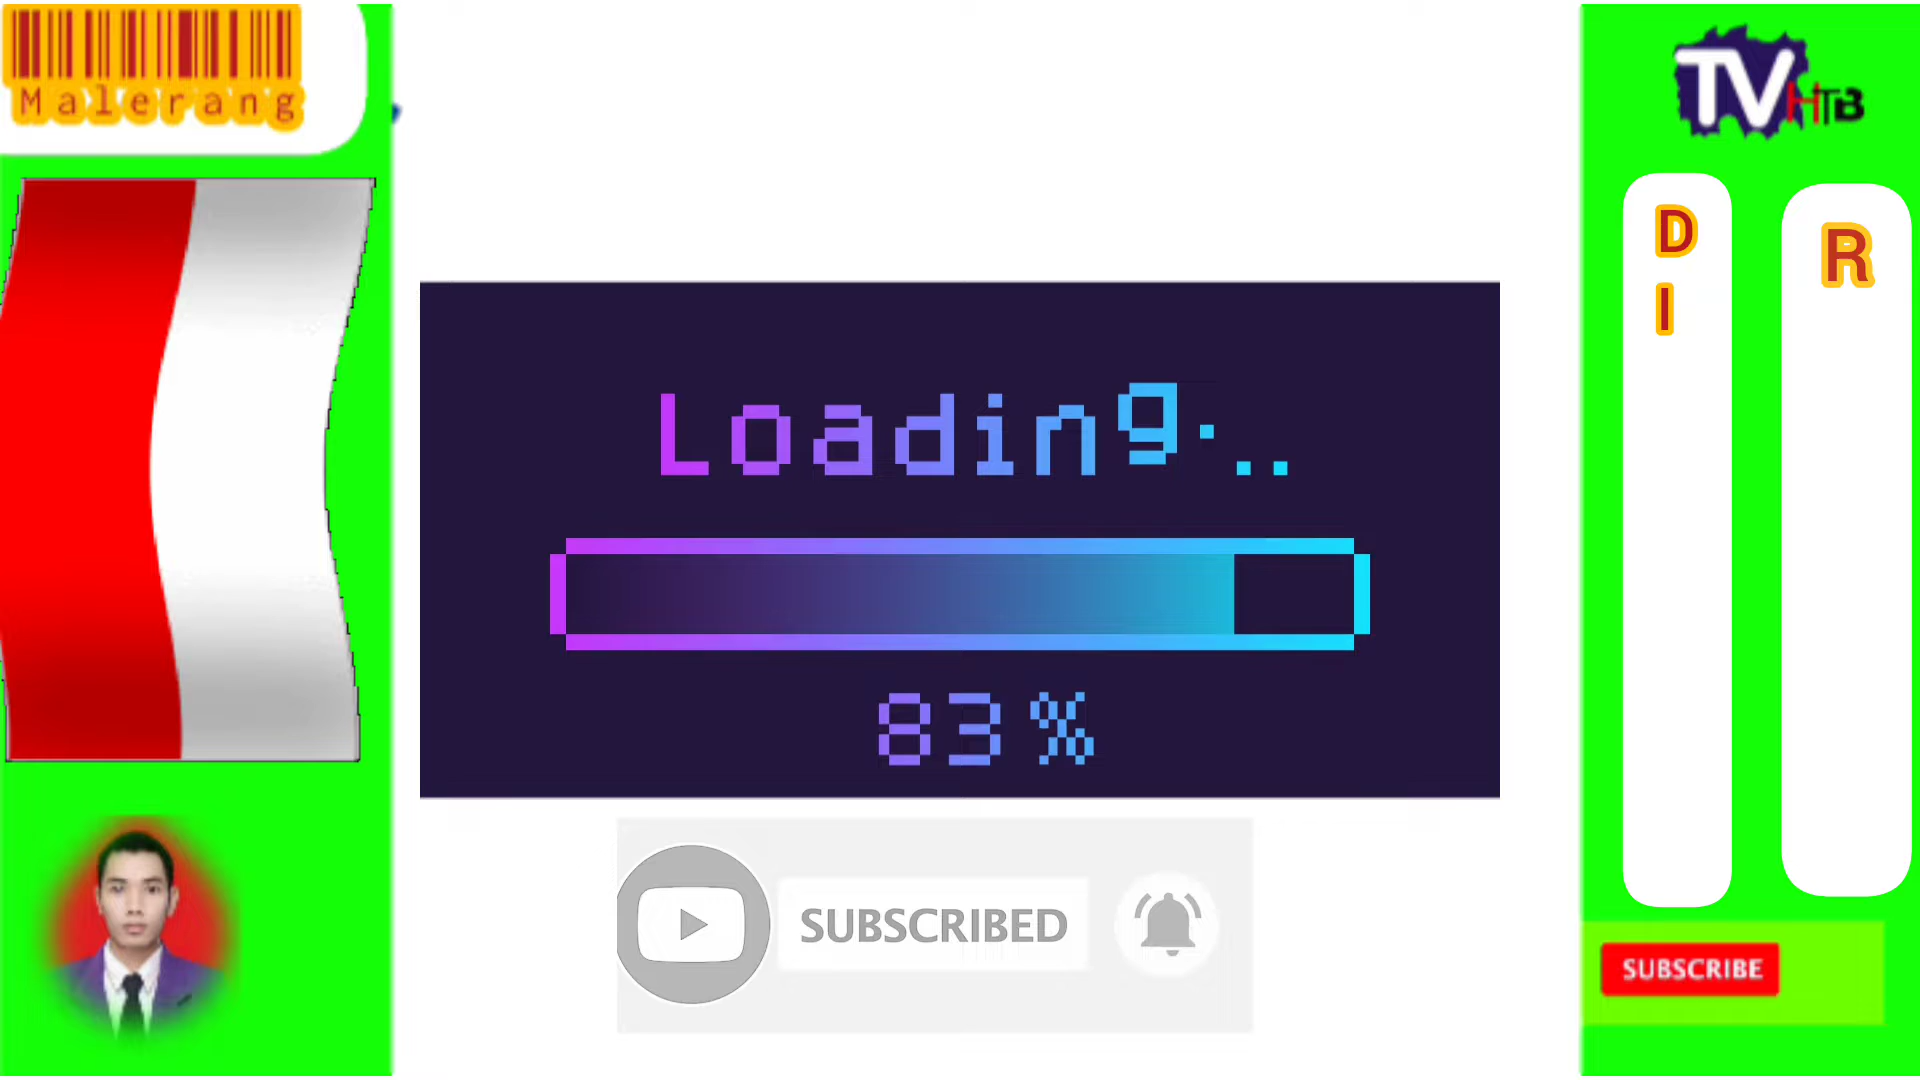 Malerang
TV HTB
D
I
R
Loading...
83%
SUBSCRIBED
SUBSCRIBE